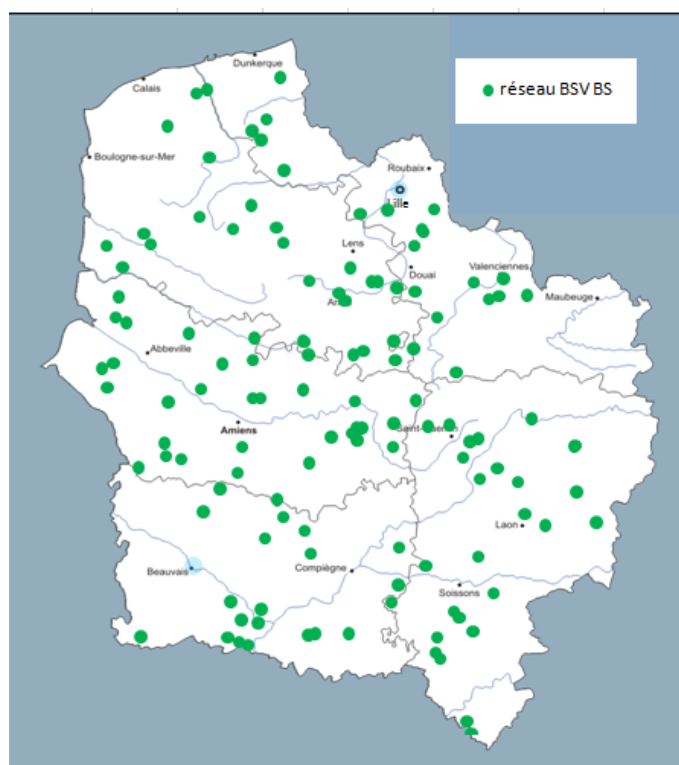 Dunkerque
réseau BSV BS
Calais
Boulogne-sur-Mer
Roubaix
Lille
Lens
Douai
Valenciennes
Maubeuge
Abbeville
Amiens
Laon
Beauvais
Compiègne
Soissons